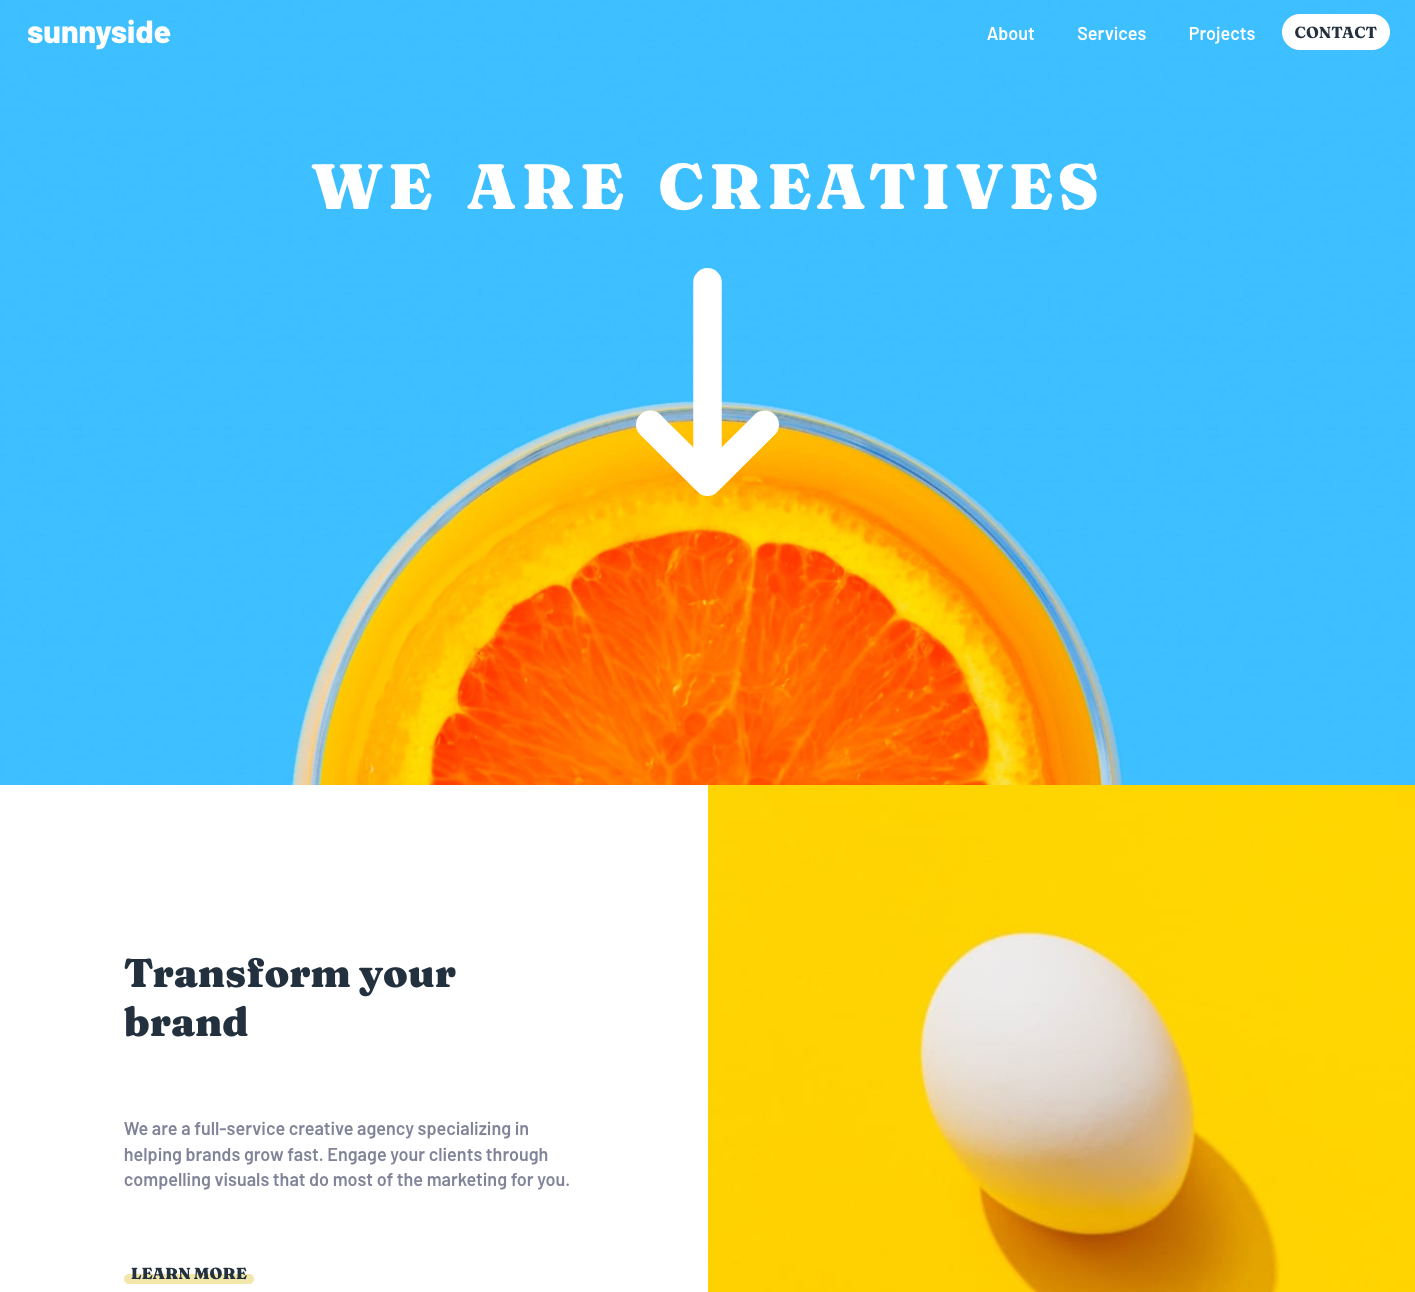 sunnyside
About Services Projects CONTACT
WE ARE CREATIVES
Transform your
brand
We are a full-service creative agency specializing in
helping brands grow fast. Engage your clients through
compelling visuals that do most of the marketing for you.
LEARN MORE